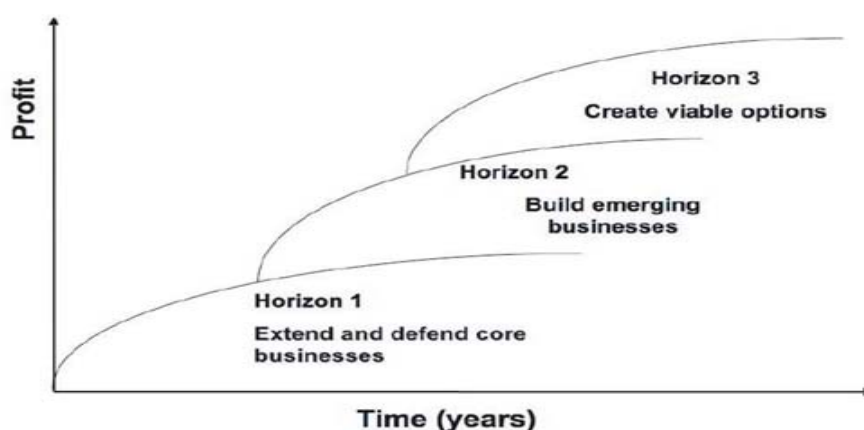 Profit
Horizon 3
Create viable options
Horizon 2
Build emerging
businesses
Horizon 1
Extend and defend core
businesses
Time (years)